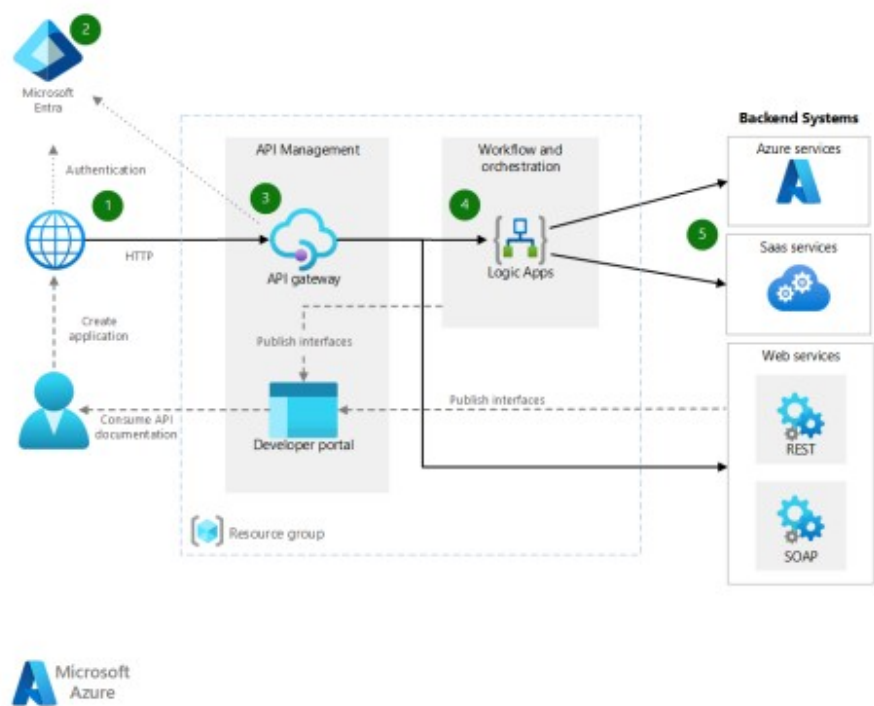 2
Microsoft
Entra
Authentication
1
HTTP
Create
application
Consume API
documentation
API Management
3
API gateway
Publish interfaces
Developer portal
Resource group
Workflow and
orchestration
4
Logic Apps
Publish interfaces
Backend Systems
Azure services
5
Saas services
Web services
REST
SOAP
Microsoft
Azure